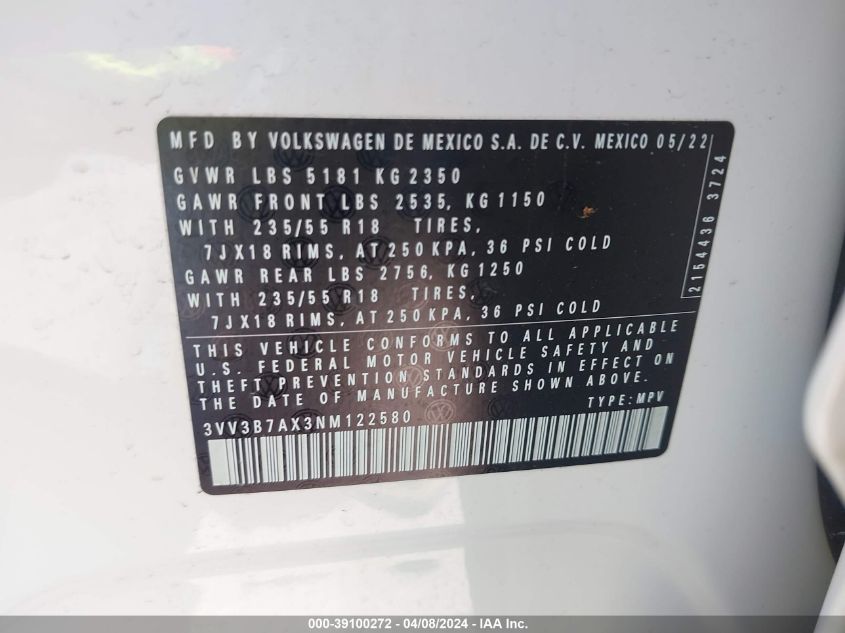 MFD BY VOLKSWAGEN DE MEXICO S.A. DE C.V. MEXICO 05/22
GVWR LBS 5181 KG 2350
GAWR FRONT LBS 2535, KG 1150
WITH 235/55 R18 TIRES,
7JX18 RIMS, AT 250 KPA, 36 PSI COLD
GAWR REAR LBS 2756, KG 1250
WITH 235/55 R18 TIRES,
7JX18 RIMS, AT 250 KPA, 36 PSI COLD
2154436 3724
THIS VEHICLE CONFORMS TO ALL APPLICABLE
U.S. FEDERAL MOTOR VEHICLE SAFETY AND
THEFT PREVENTION STANDARDS IN EFFECT ON
THE DATE OF MANUFACTURE SHOWN ABOVE.
TYPE: MPV
3VV3B7AX3NM122580
000-39100272 - 04/08/2024 - IAA Inc.